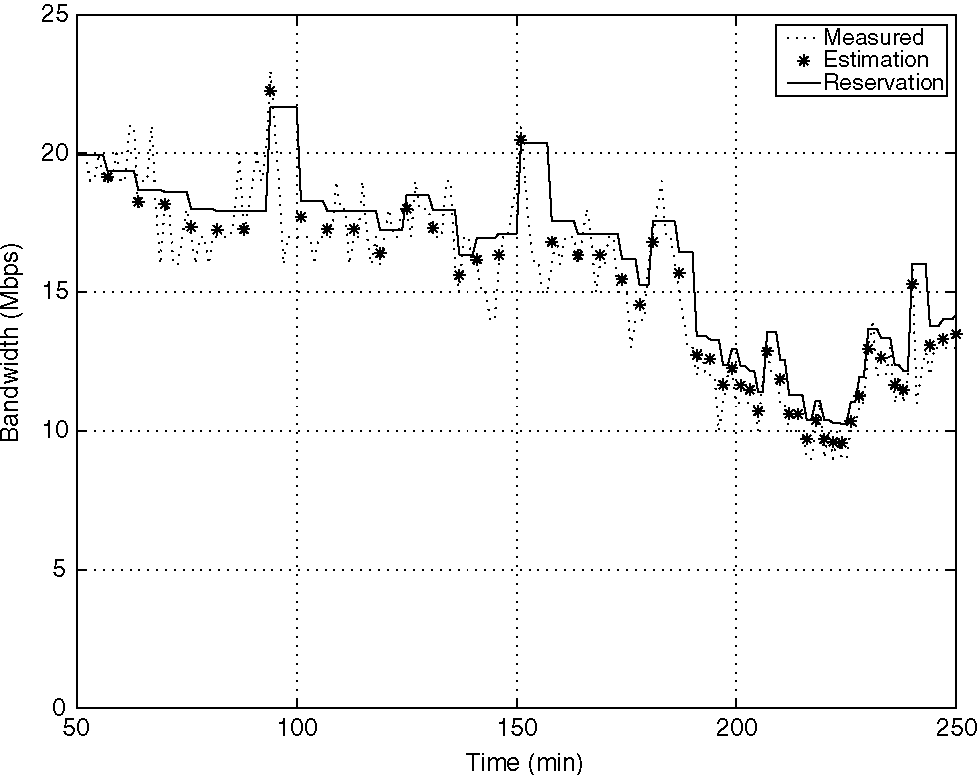 25
20
15
10
5
0
Bandwidth (Mbps)
Measured
Estimation
Reservation
50
100
150
200
250
Time (min)